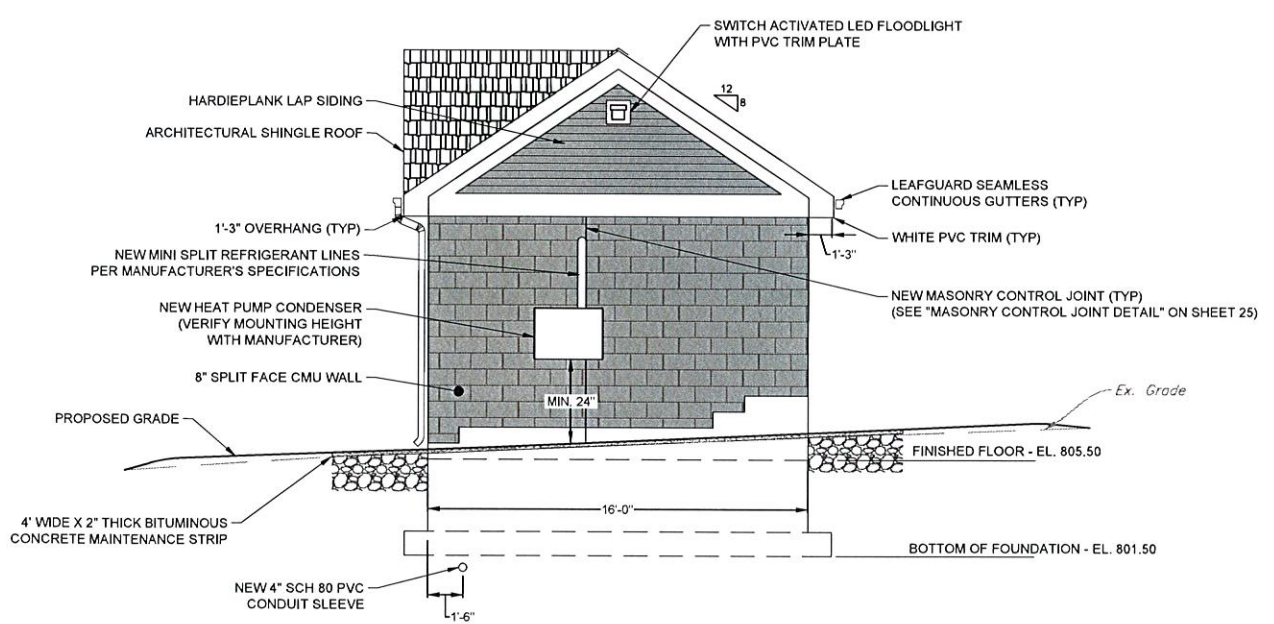 SWITCH ACTIVATED LED FLOODLIGHT
WITH PVC TRIM PLATE
12
8
HARDIEPLANK LAP SIDING
ARCHITECTURAL SHINGLE ROOF
LEAFGUARD SEAMLESS
CONTINUOUS GUTTERS (TYP)
1'-3" OVERHANG (TYP)
WHITE PVC TRIM (TYP)
1'-3"
NEW MINI SPLIT REFRIGERANT LINES
PER MANUFACTURER'S SPECIFICATIONS
NEW MASONRY CONTROL JOINT (TYP)
(SEE "MASONRY CONTROL JOINT DETAIL" ON SHEET 25)
NEW HEAT PUMP CONDENSER
(VERIFY MOUNTING HEIGHT
WITH MANUFACTURER)
8" SPLIT FACE CMU WALL
MIN. 24"
Ex. Grade
PROPOSED GRADE
FINISHED FLOOR - EL. 805.50
16'-0"
4' WIDE X 2" THICK BITUMINOUS
CONCRETE MAINTENANCE STRIP
BOTTOM OF FOUNDATION - EL. 801.50
NEW 4" SCH 80 PVC
CONDUIT SLEEVE
1'-6"